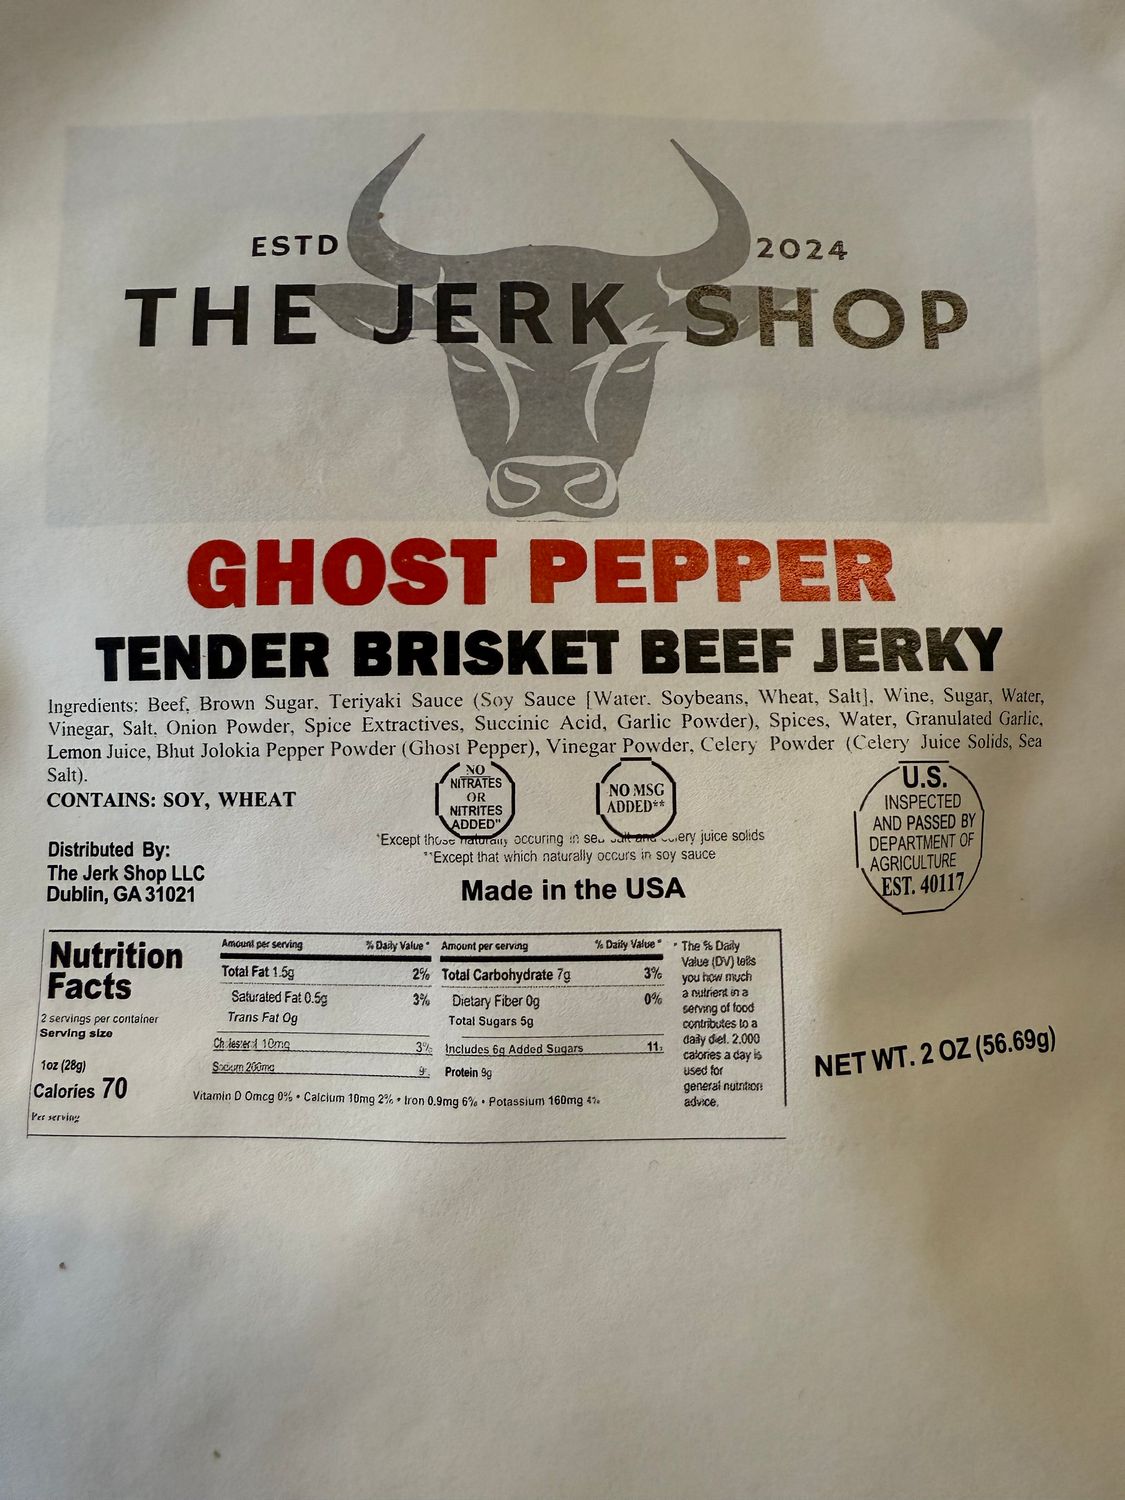 ESTD 2024
THE JERK SHOP
GHOST PEPPER
TENDER BRISKET BEEF JERKY
Ingredients: Beef, Brown Sugar, Teriyaki Sauce (Soy Sauce [Water. Soybeans, Wheat, Salt], Wine, Sugar, Water,
Vinegar, Salt, Onion Powder, Spice Extractives, Succinic Acid, Garlic Powder), Spices, Water, Granulated Garlic,
Lemon Juice, Bhut Jolokia Pepper Powder (Ghost Pepper), Vinegar Powder, Celery Powder (Celery Juice Solids, Sea
Salt).
CONTAINS: SOY, WHEAT
NO
NITRATES
OR
NITRITES
ADDED"
NO MSG
ADDED**
*Except those naturally occuring in sea salt and celery juice solids
**Except that which naturally occurs in soy sauce
Made in the USA
U.S.
INSPECTED
AND PASSED BY
DEPARTMENT OF
AGRICULTURE
EST. 40117
Distributed By:
The Jerk Shop LLC
Dublin, GA 31021
Nutrition
Facts
2 servings per container
Serving size
1oz (28g)
Calories 70
Per serving
Amount per serving % Daily Value *
Total Fat 1.5g 2%
Saturated Fat 0.5g 3%
Trans Fat 0g
Cholesterol 10mg 3%
Sodium 200mg 9
Amount per serving % Daily Value *
Total Carbohydrate 7g 3%
Dietary Fiber 0g 0%
Total Sugars 5g
Includes 6g Added Sugars 11
Protein 9g
Vitamin D 0mcg 0% • Calcium 10mg 2% • Iron 0.9mg 6% • Potassium 160mg 4%
* The % Daily
Value (DV) tells
you how much
a nutrient in a
serving of food
contributes to a
daily diet. 2,000
calories a day is
used for
general nutrition
advice.
NET WT. 2 OZ (56.69g)